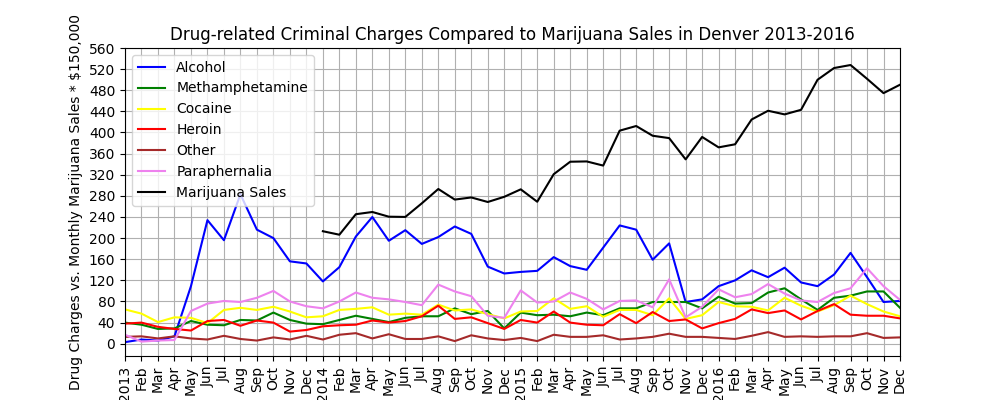 Drug-related Criminal Charges Compared to Marijuana Sales in Denver 2013-2016
Drug Charges vs. Monthly Marijuana Sales * $150,000
560
520
480
440
400
360
320
280
240
200
160
120
80
40
0
Alcohol
Methamphetamine
Cocaine
Heroin
Other
Paraphernalia
Marijuana Sales
2013 Feb Mar Apr May Jun Jul Aug Sep Oct Nov Dec 2014 Feb Mar Apr May Jun Jul Aug Sep Oct Nov Dec 2015 Feb Mar Apr May Jun Jul Aug Sep Oct Nov Dec 2016 Feb Mar Apr May Jun Jul Aug Sep Oct Nov Dec